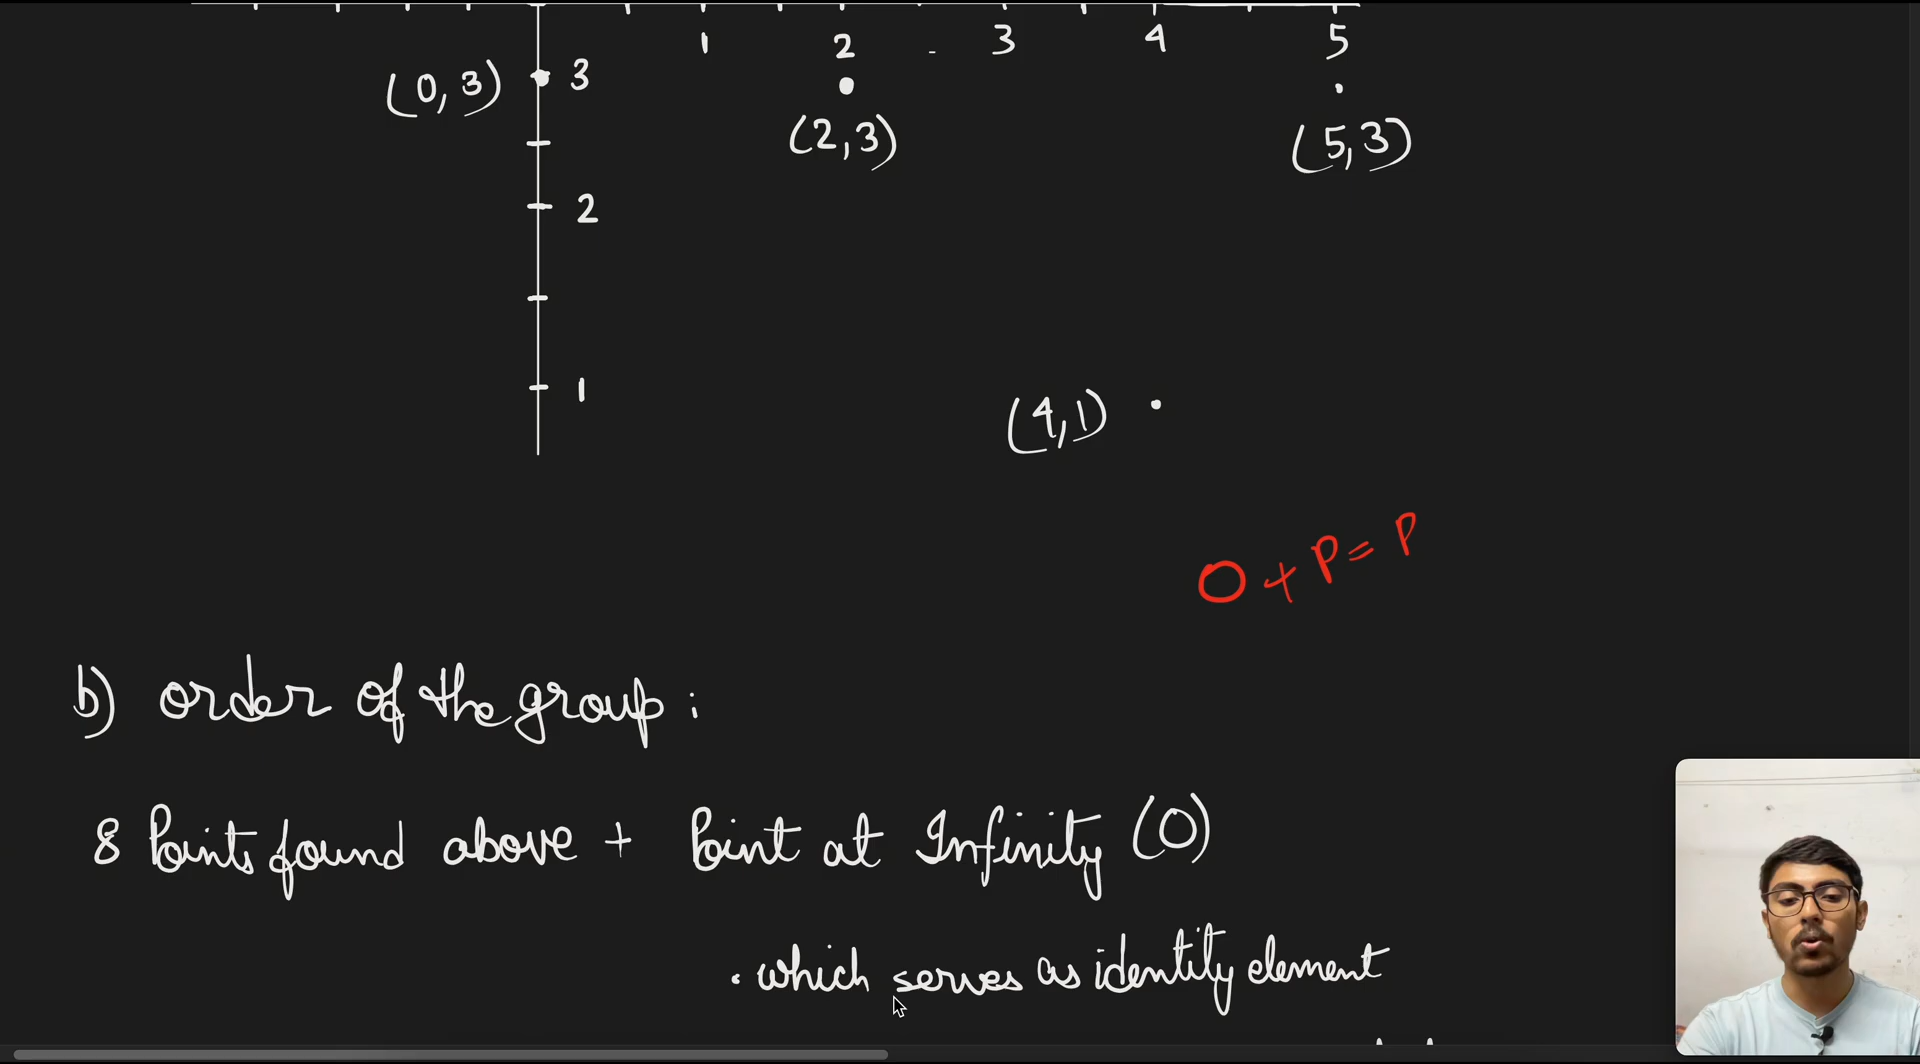 1 2 3 4 5
(0,3) 3
(2,3) (5,3)
2
1
(4,1)
O + P = P
b) order of the group :
8 Points found above + Point at Infinity (O)
· which serves as identity element